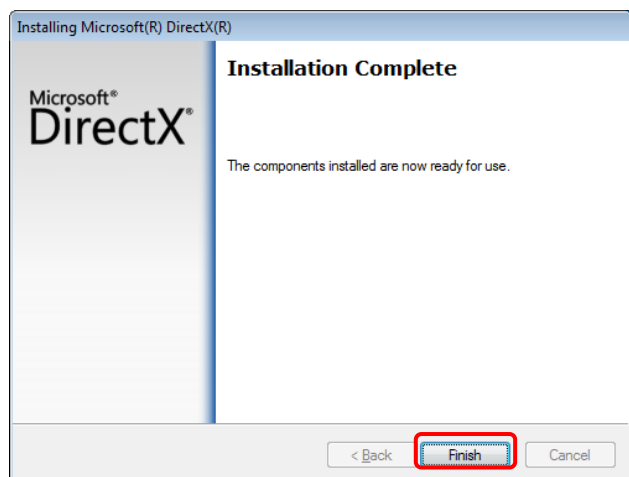 Installing Microsoft(R) DirectX(R)
Installation Complete
Microsoft®
DirectX®
The components installed are now ready for use.
< Back
Finish
Cancel